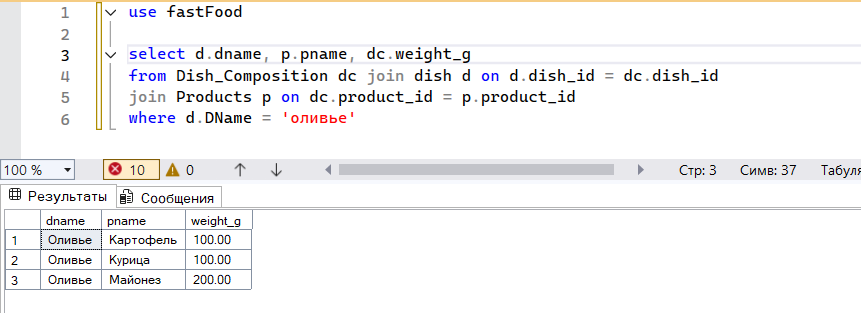 1 use fastFood
2
3 select d.dname, p.pname, dc.weight_g
4 from Dish_Composition dc join dish d on d.dish_id = dc.dish_id
5 join Products p on dc.product_id = p.product_id
6 where d.DName = 'оливье'
100 % 10 0 Стр: 3 Симв: 37 Табуля
Результаты Сообщения
dname pname weight_g
1 Оливье Картофель 100.00
2 Оливье Курица 100.00
3 Оливье Майонез 200.00